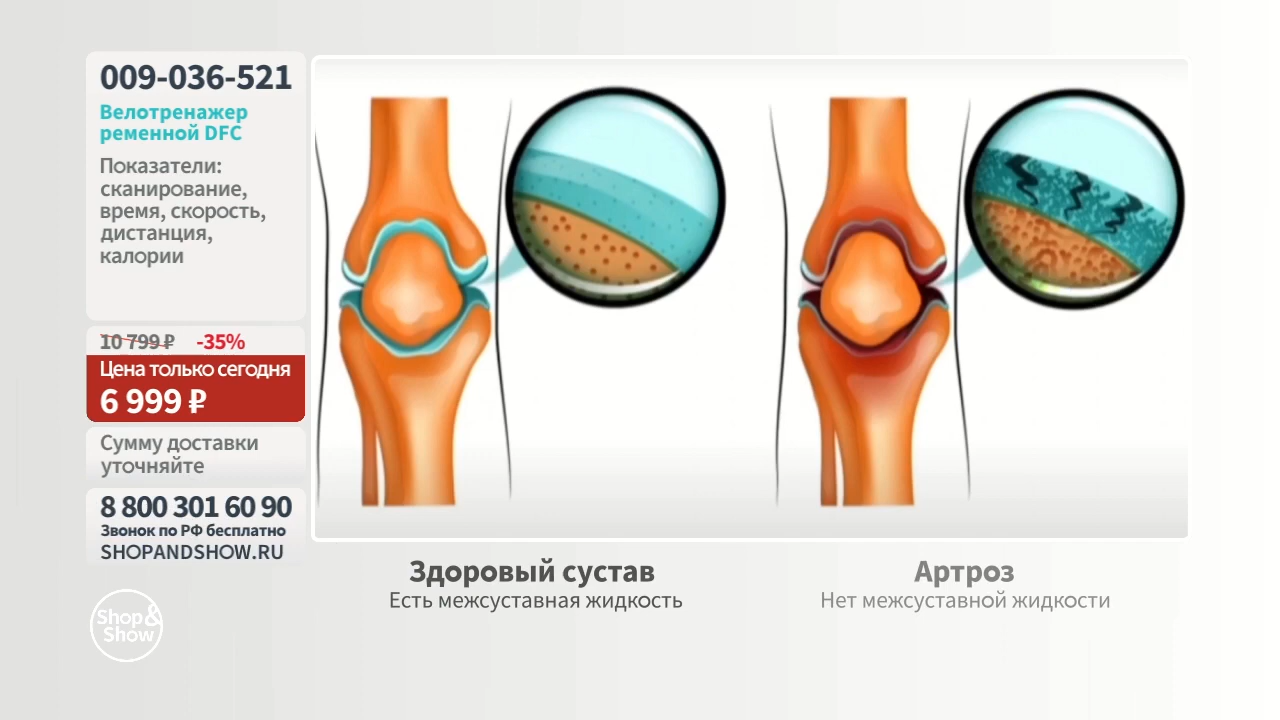 009-036-521
Велотренажер
ременной DFC
Показатели:
сканирование,
время, скорость,
дистанция,
калории
10 799 ₽ -35%
Цена только сегодня
6 999 ₽
Сумму доставки
уточняйте
8 800 301 60 90
Звонок по РФ бесплатно
SHOPANDSHOW.RU
Shop&
Show
Здоровый сустав
Есть межсуставная жидкость
Артроз
Нет межсуставной жидкости